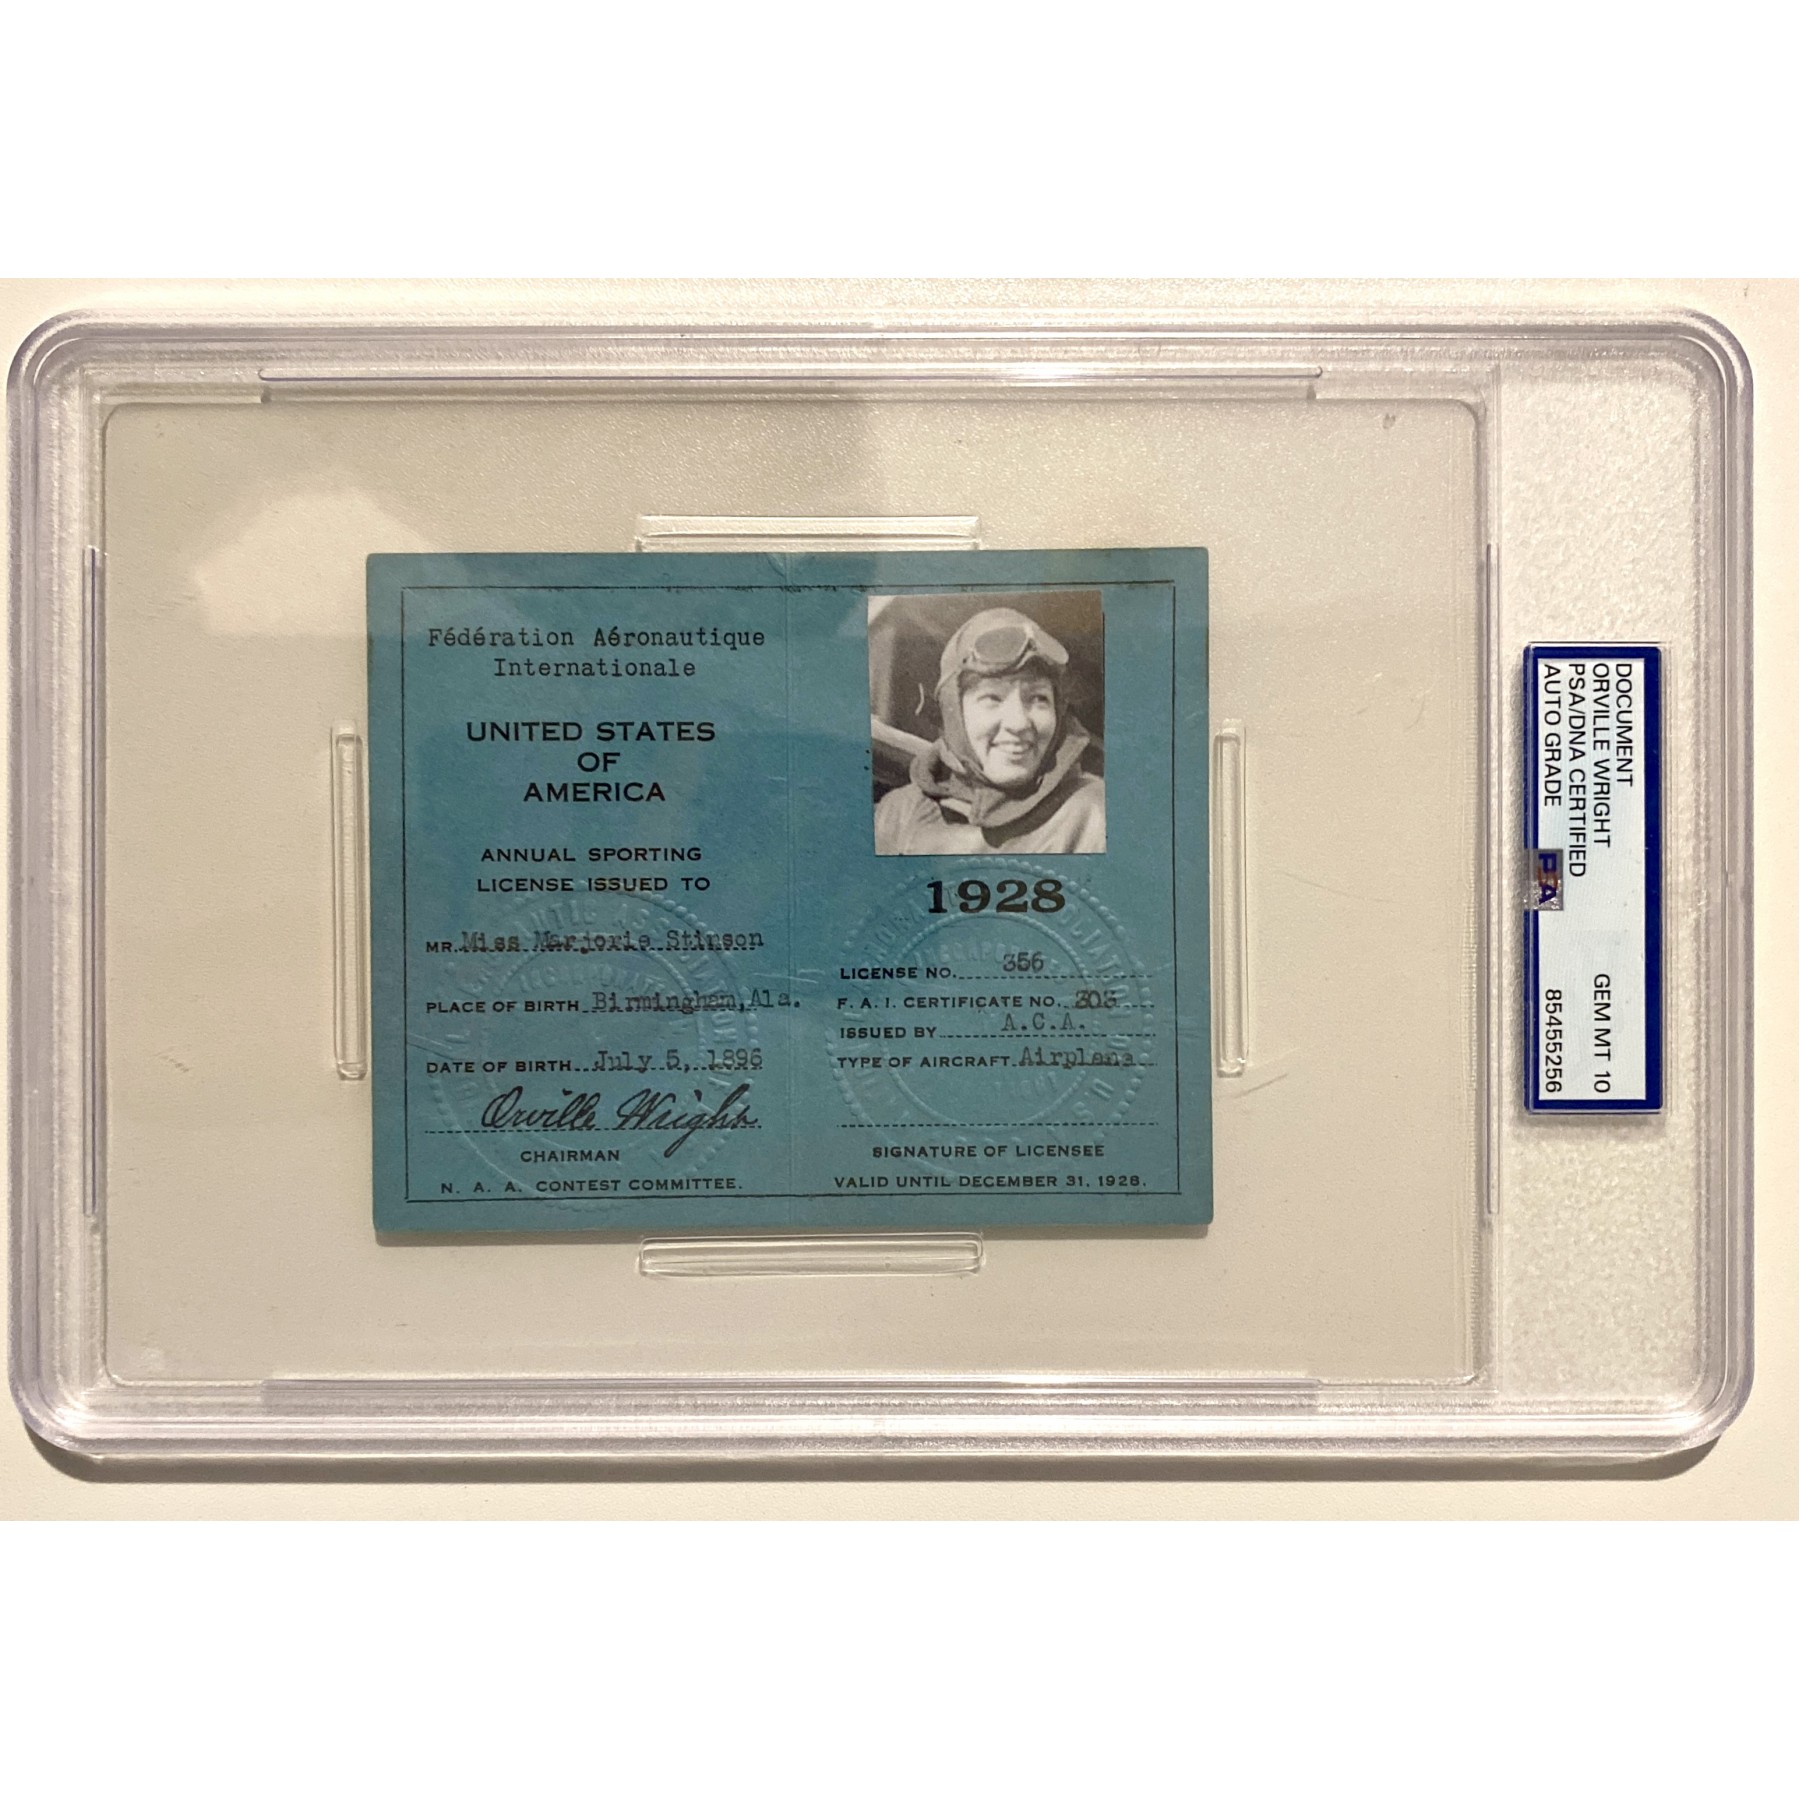 Fédération Aéronautique
Internationale
UNITED STATES
OF
AMERICA
ANNUAL SPORTING
LICENSE ISSUED TO
MR. Miss Marjorie Stinson
PLACE OF BIRTH Birmingham, Ala.
DATE OF BIRTH July 5, 1896
Orville Wright
CHAIRMAN
N. A. A. CONTEST COMMITTEE.
1928
LICENSE NO. 356
F. A. I. CERTIFICATE NO. 303
ISSUED BY A.C.A.
TYPE OF AIRCRAFT Airplane
SIGNATURE OF LICENSEE
VALID UNTIL DECEMBER 31, 1928.
DOCUMENT
ORVILLE WRIGHT GEM MT 10
PSA/DNA CERTIFIED
AUTO GRADE 85455256
PSA